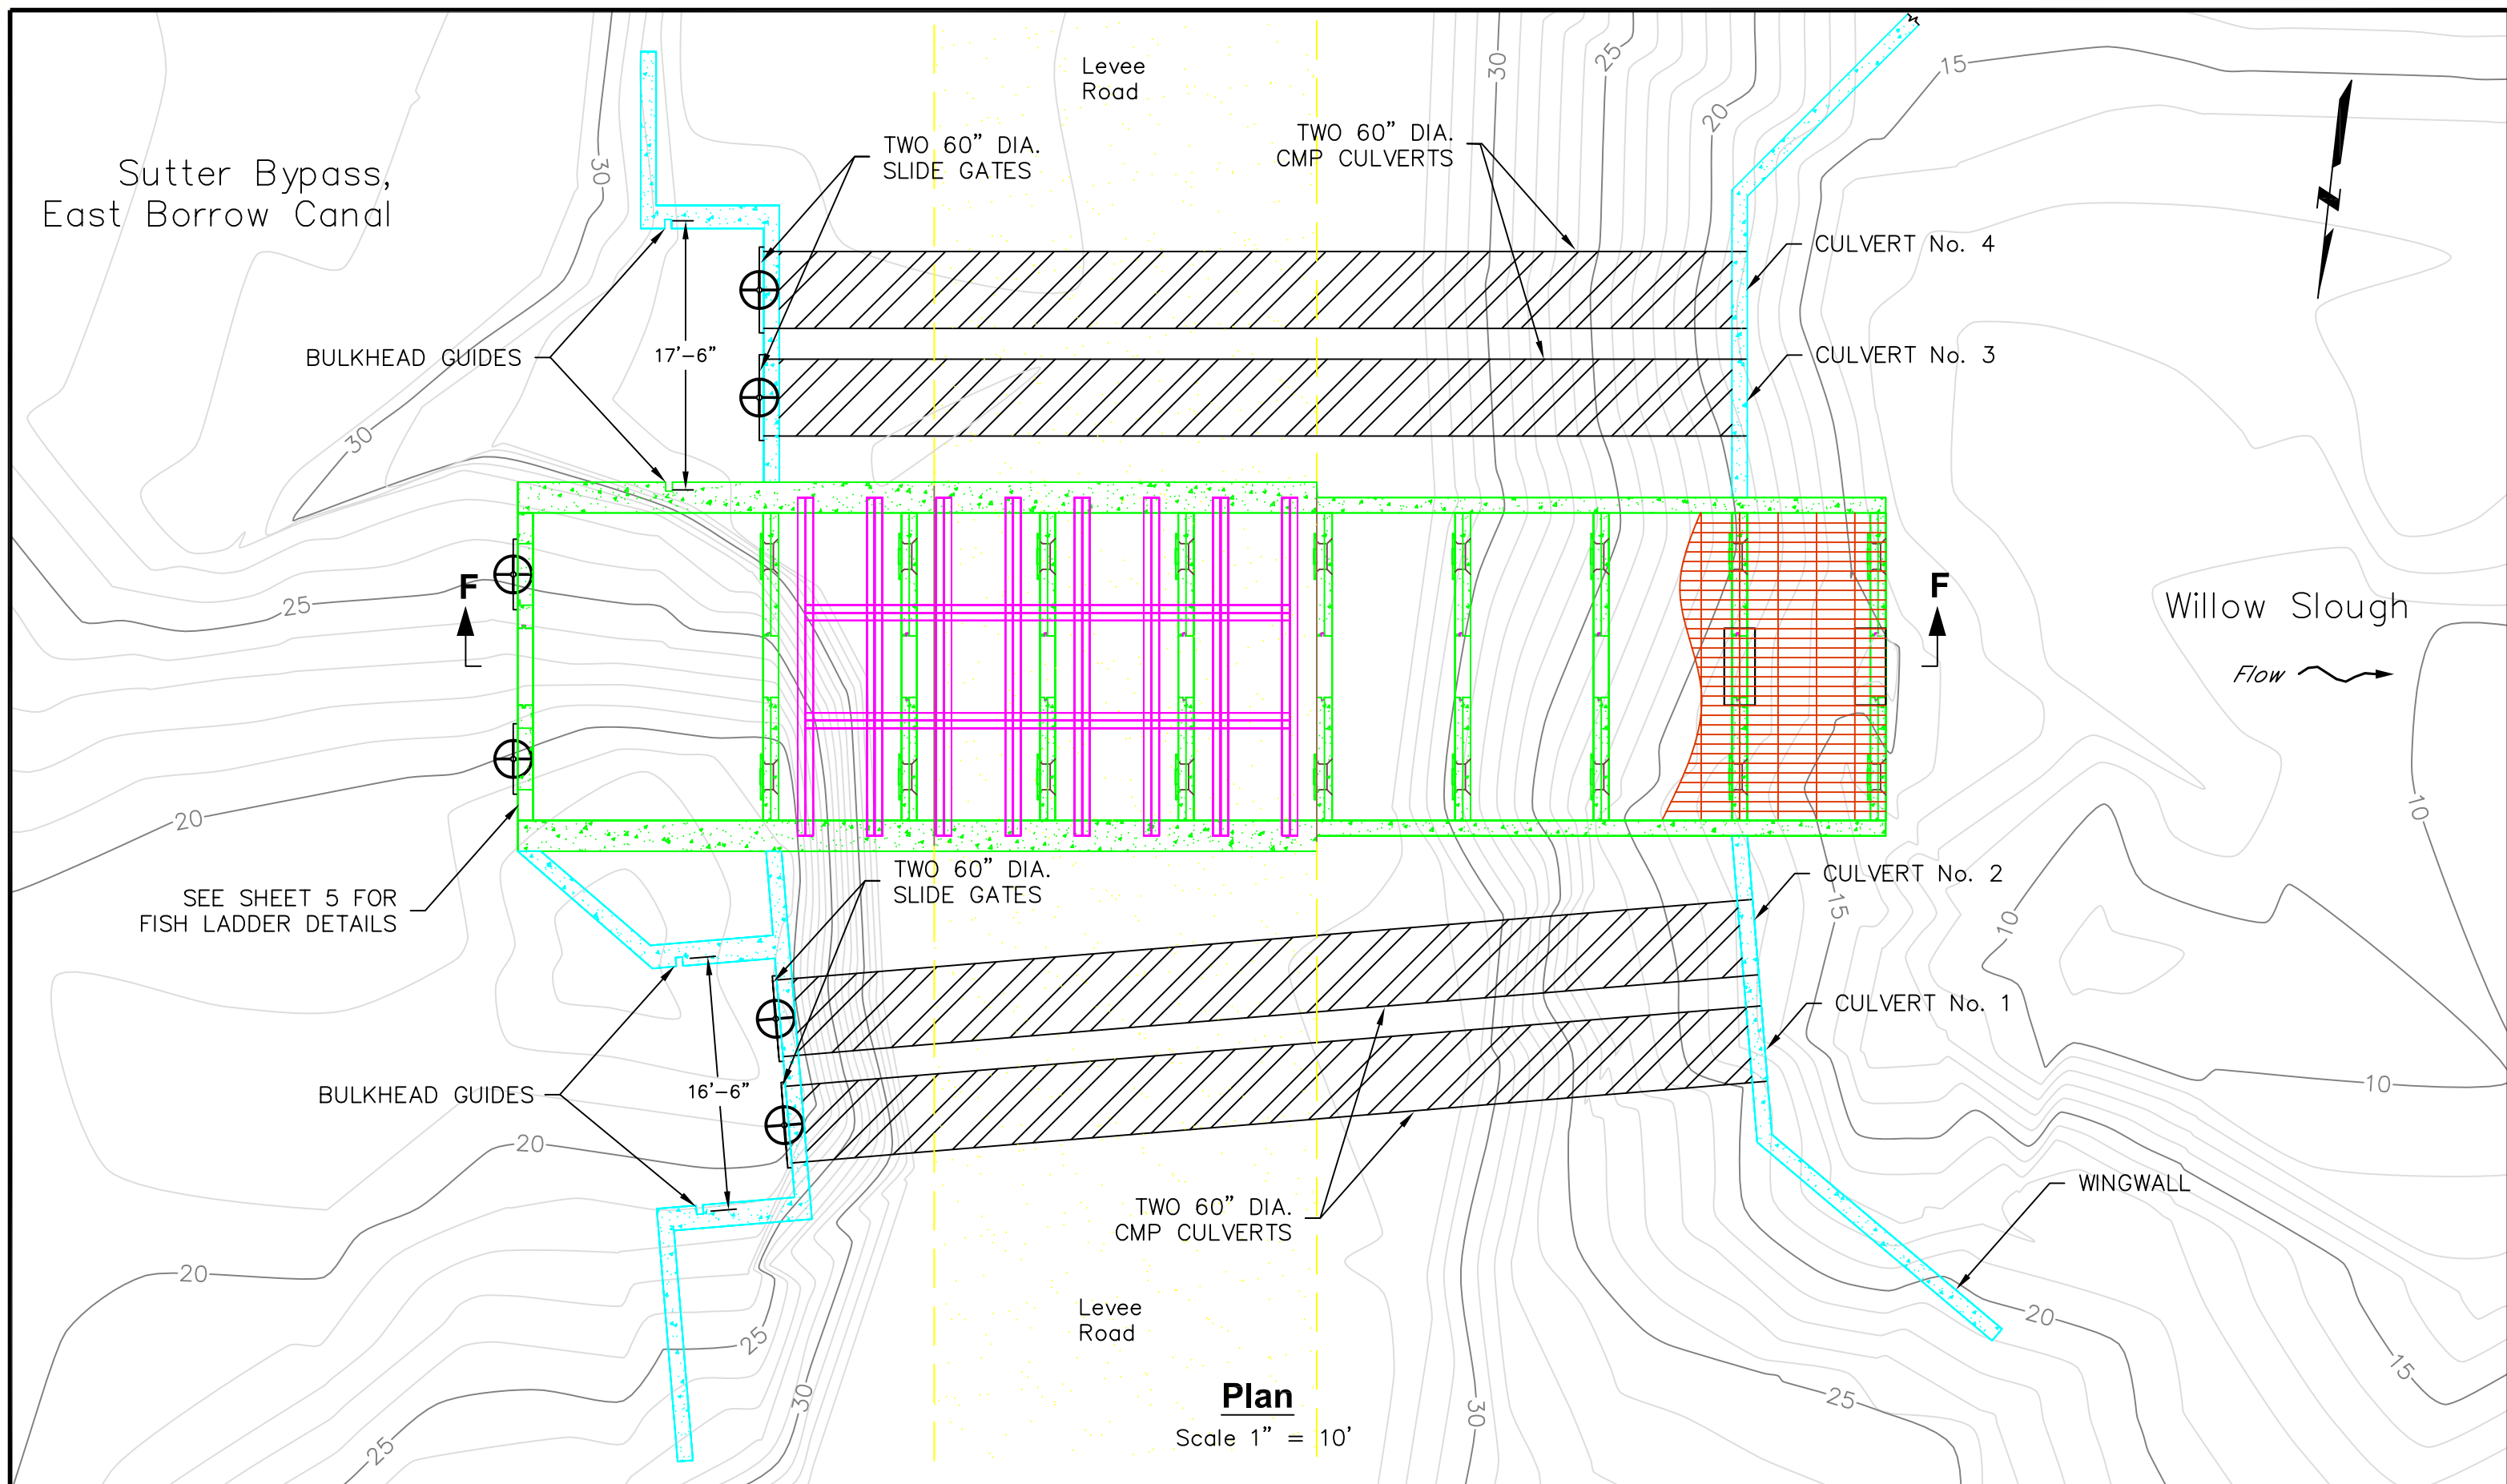 Levee
Road
30
25
20
15
Sutter Bypass,
East Borrow Canal
30
TWO 60" DIA.
SLIDE GATES
TWO 60" DIA.
CMP CULVERTS
CULVERT No. 4
BULKHEAD GUIDES
17'-6"
CULVERT No. 3
30
F
F
25
Willow Slough
Flow
20
10
SEE SHEET 5 FOR
FISH LADDER DETAILS
TWO 60" DIA.
SLIDE GATES
CULVERT No. 2
15
10
CULVERT No. 1
BULKHEAD GUIDES
16'-6"
10
20
TWO 60" DIA.
CMP CULVERTS
WINGWALL
20
Levee
Road
20
25
15
30
25
30
25
Plan
Scale 1" = 10'